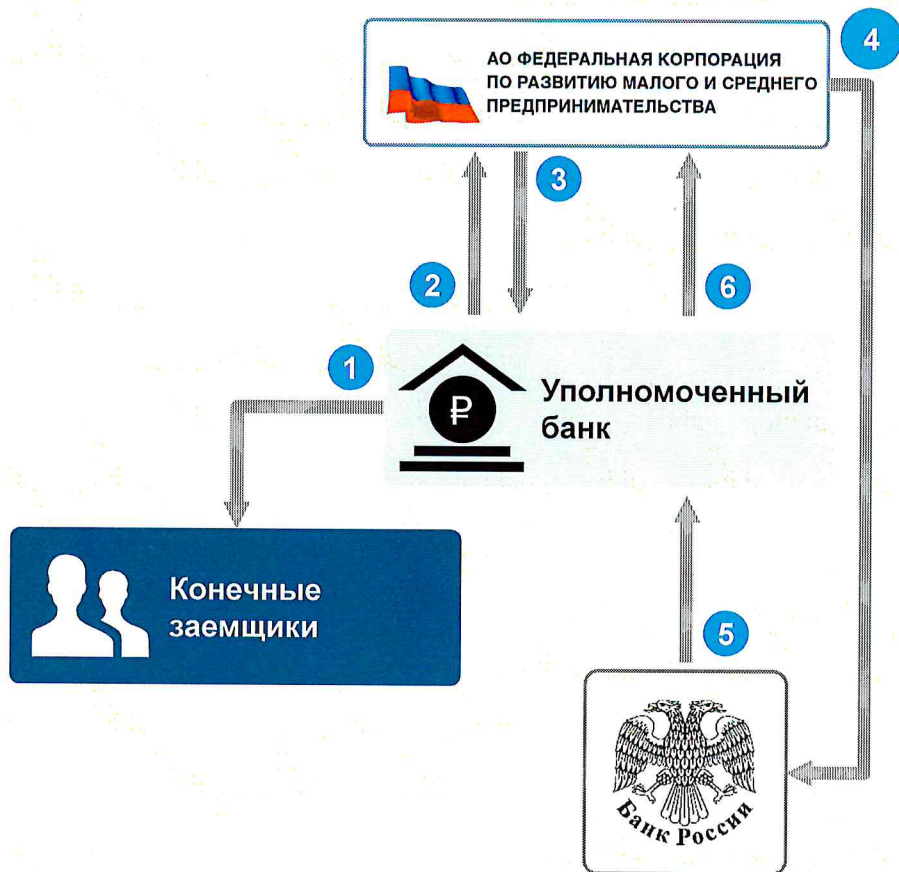 4
АО ФЕДЕРАЛЬНАЯ КОРПОРАЦИЯ
ПО РАЗВИТИЮ МАЛОГО И СРЕДНЕГО
ПРЕДПРИНИМАТЕЛЬСТВА
3
2
6
1
₽
Уполномоченный
банк
Конечные
заемщики
5
Банк России